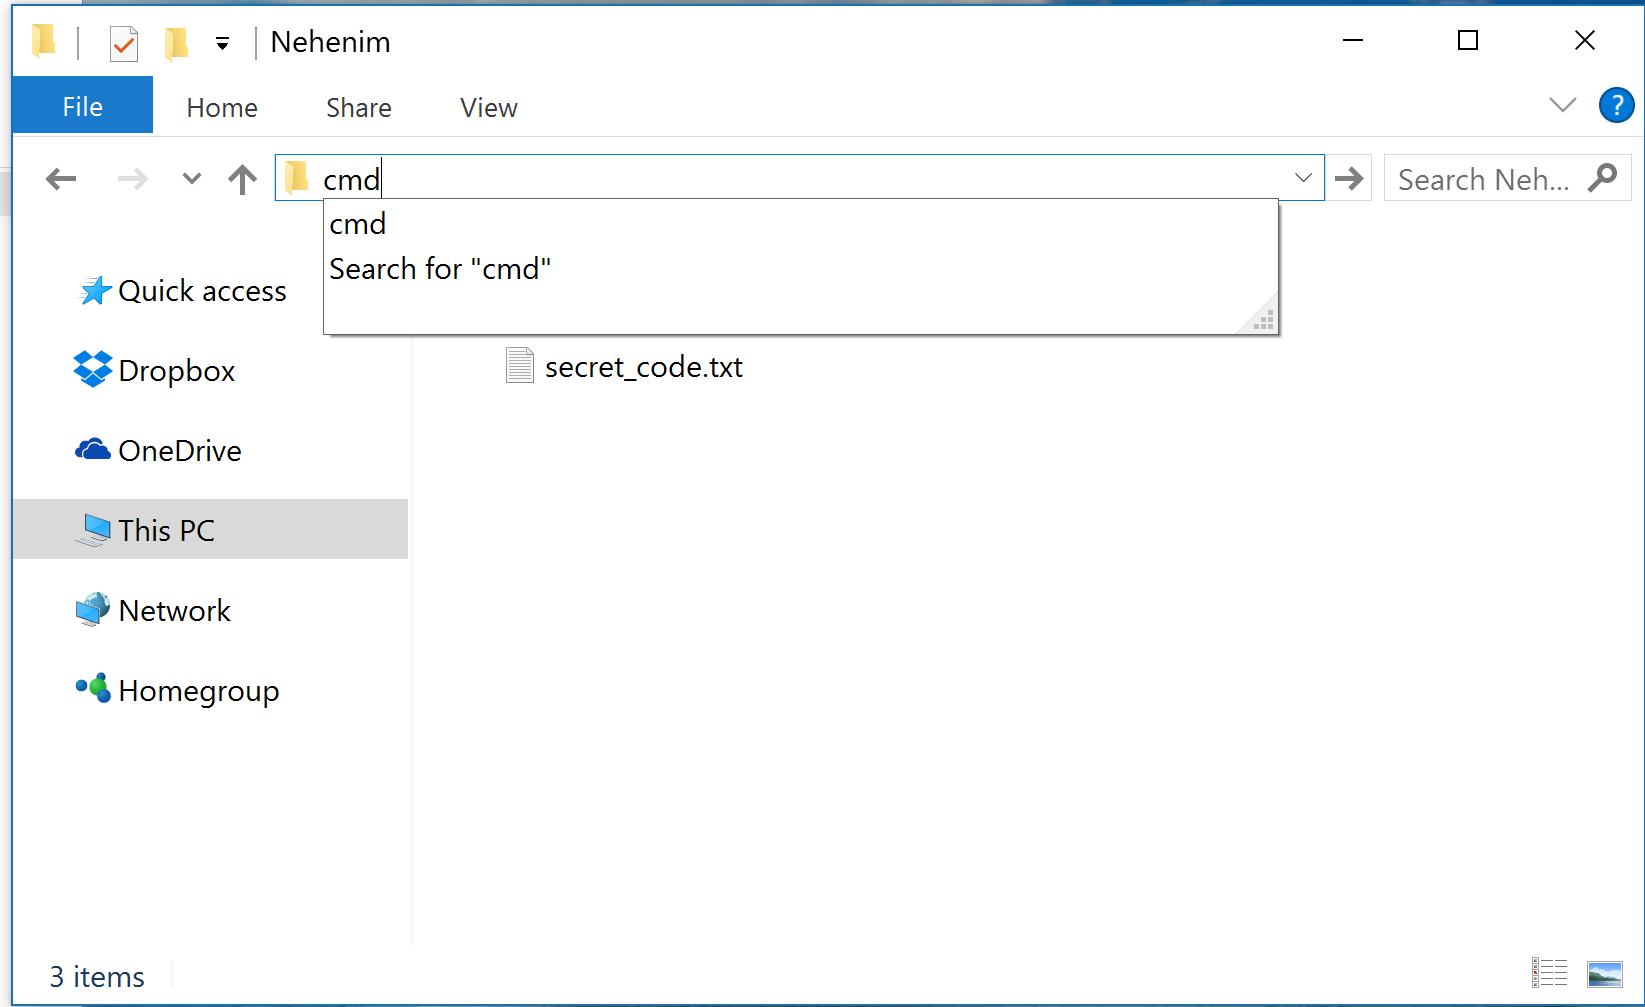 Nehenim
File Home Share View
?
cmd
Search Neh...
cmd
Search for "cmd"
Quick access
secret_code.txt
Dropbox
OneDrive
This PC
Network
Homegroup
3 items